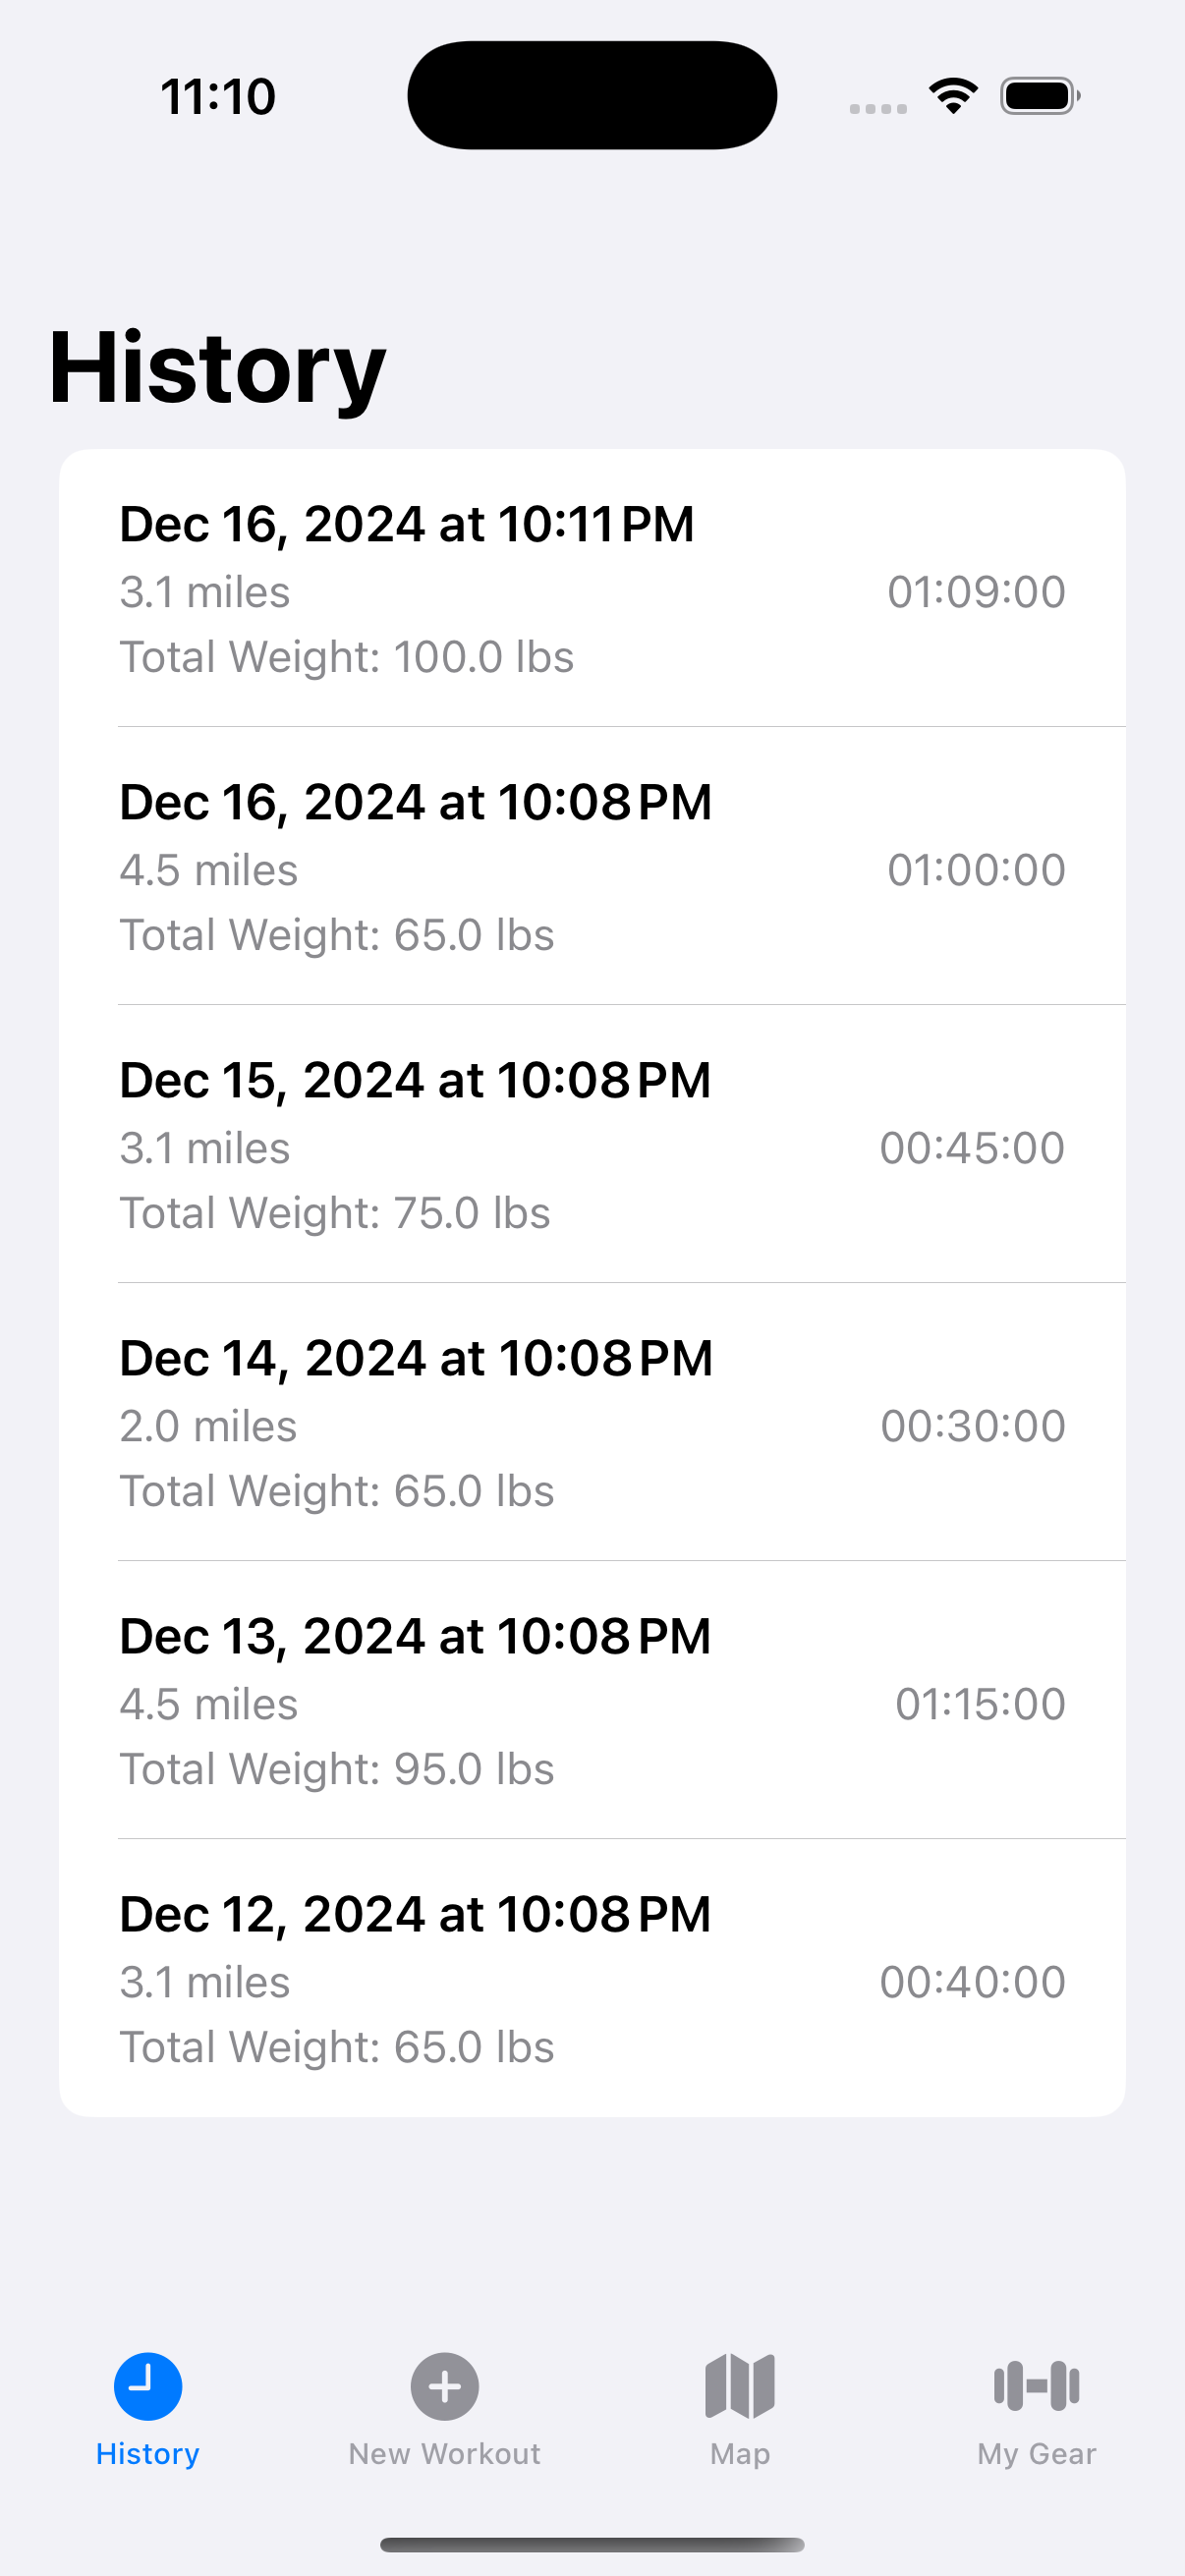 11:10
History
Dec 16, 2024 at 10:11 PM
3.1 miles 01:09:00
Total Weight: 100.0 lbs
Dec 16, 2024 at 10:08 PM
4.5 miles 01:00:00
Total Weight: 65.0 lbs
Dec 15, 2024 at 10:08 PM
3.1 miles 00:45:00
Total Weight: 75.0 lbs
Dec 14, 2024 at 10:08 PM
2.0 miles 00:30:00
Total Weight: 65.0 lbs
Dec 13, 2024 at 10:08 PM
4.5 miles 01:15:00
Total Weight: 95.0 lbs
Dec 12, 2024 at 10:08 PM
3.1 miles 00:40:00
Total Weight: 65.0 lbs
History New Workout Map My Gear